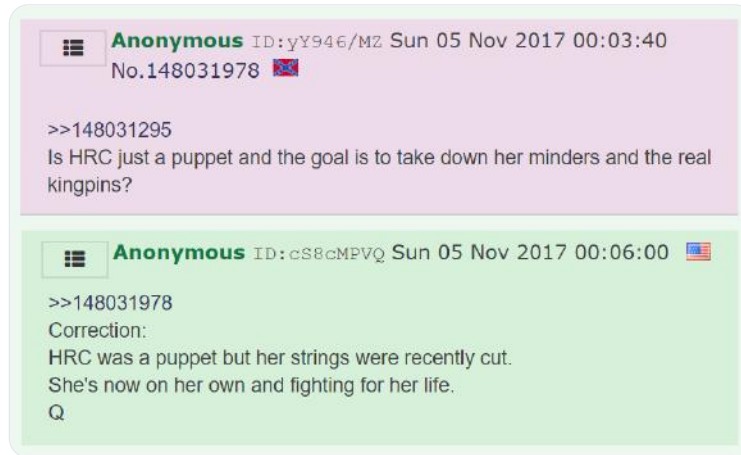 Anonymous ID:yY946/MZ Sun 05 Nov 2017 00:03:40
No.148031978
>>148031295
Is HRC just a puppet and the goal is to take down her minders and the real
kingpins?
Anonymous ID:cS8cMPVQ Sun 05 Nov 2017 00:06:00
>>148031978
Correction:
HRC was a puppet but her strings were recently cut.
She's now on her own and fighting for her life.
Q